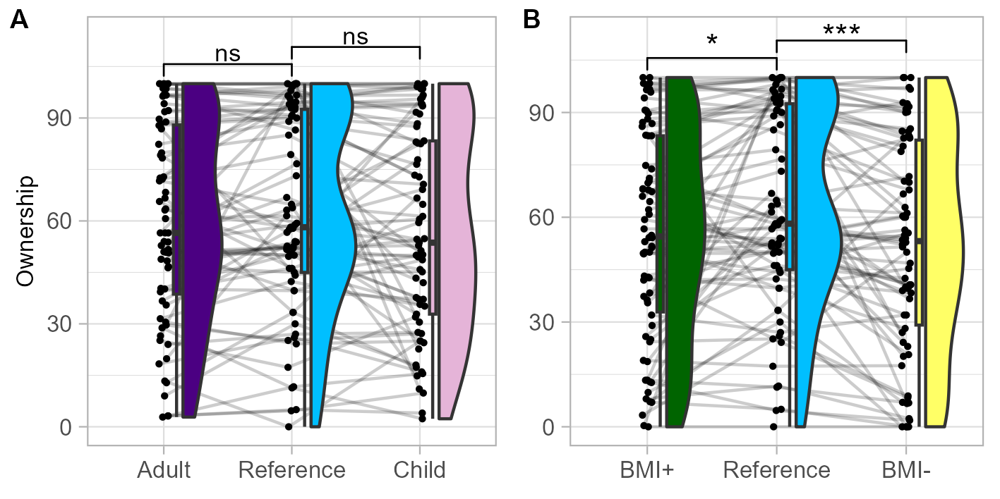 A
B
ns
ns
*
***
Ownership
90
60
30
0
90
60
30
0
Adult
Reference
Child
BMI+
Reference
BMI-